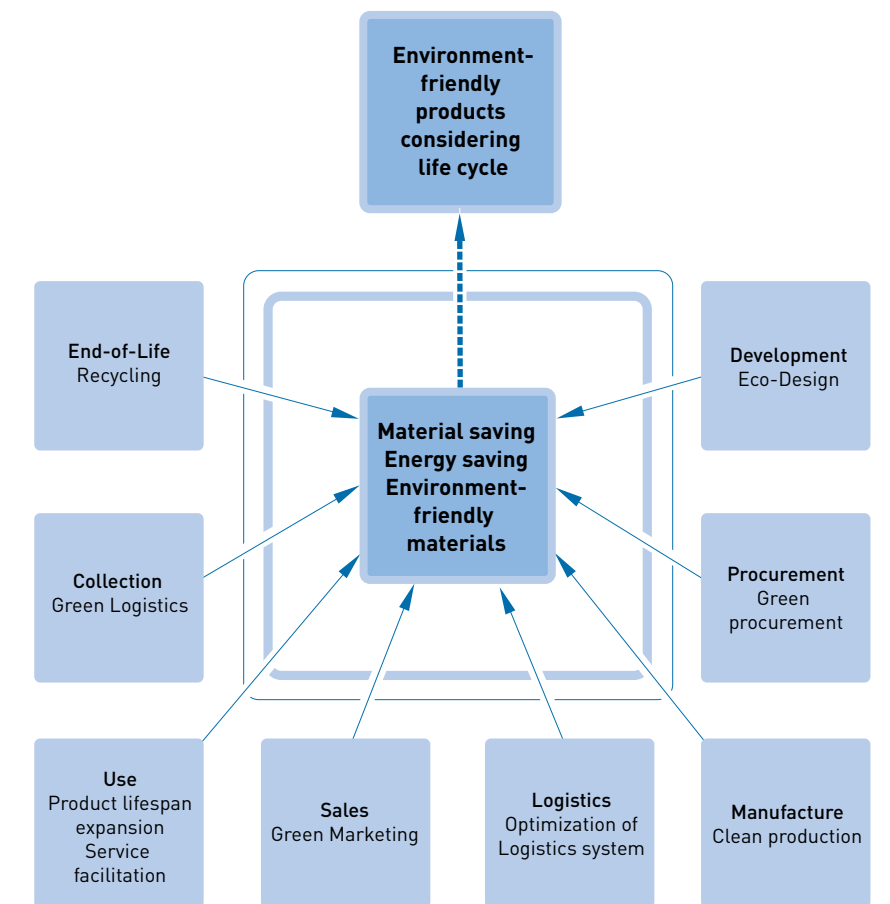 Environment-
friendly
products
considering
life cycle
End-of-Life
Recycling
Development
Eco-Design
Material saving
Energy saving
Environment-
friendly
materials
Collection
Green Logistics
Procurement
Green
procurement
Use
Product lifespan
expansion
Service
facilitation
Sales
Green Marketing
Logistics
Optimization of
Logistics system
Manufacture
Clean production